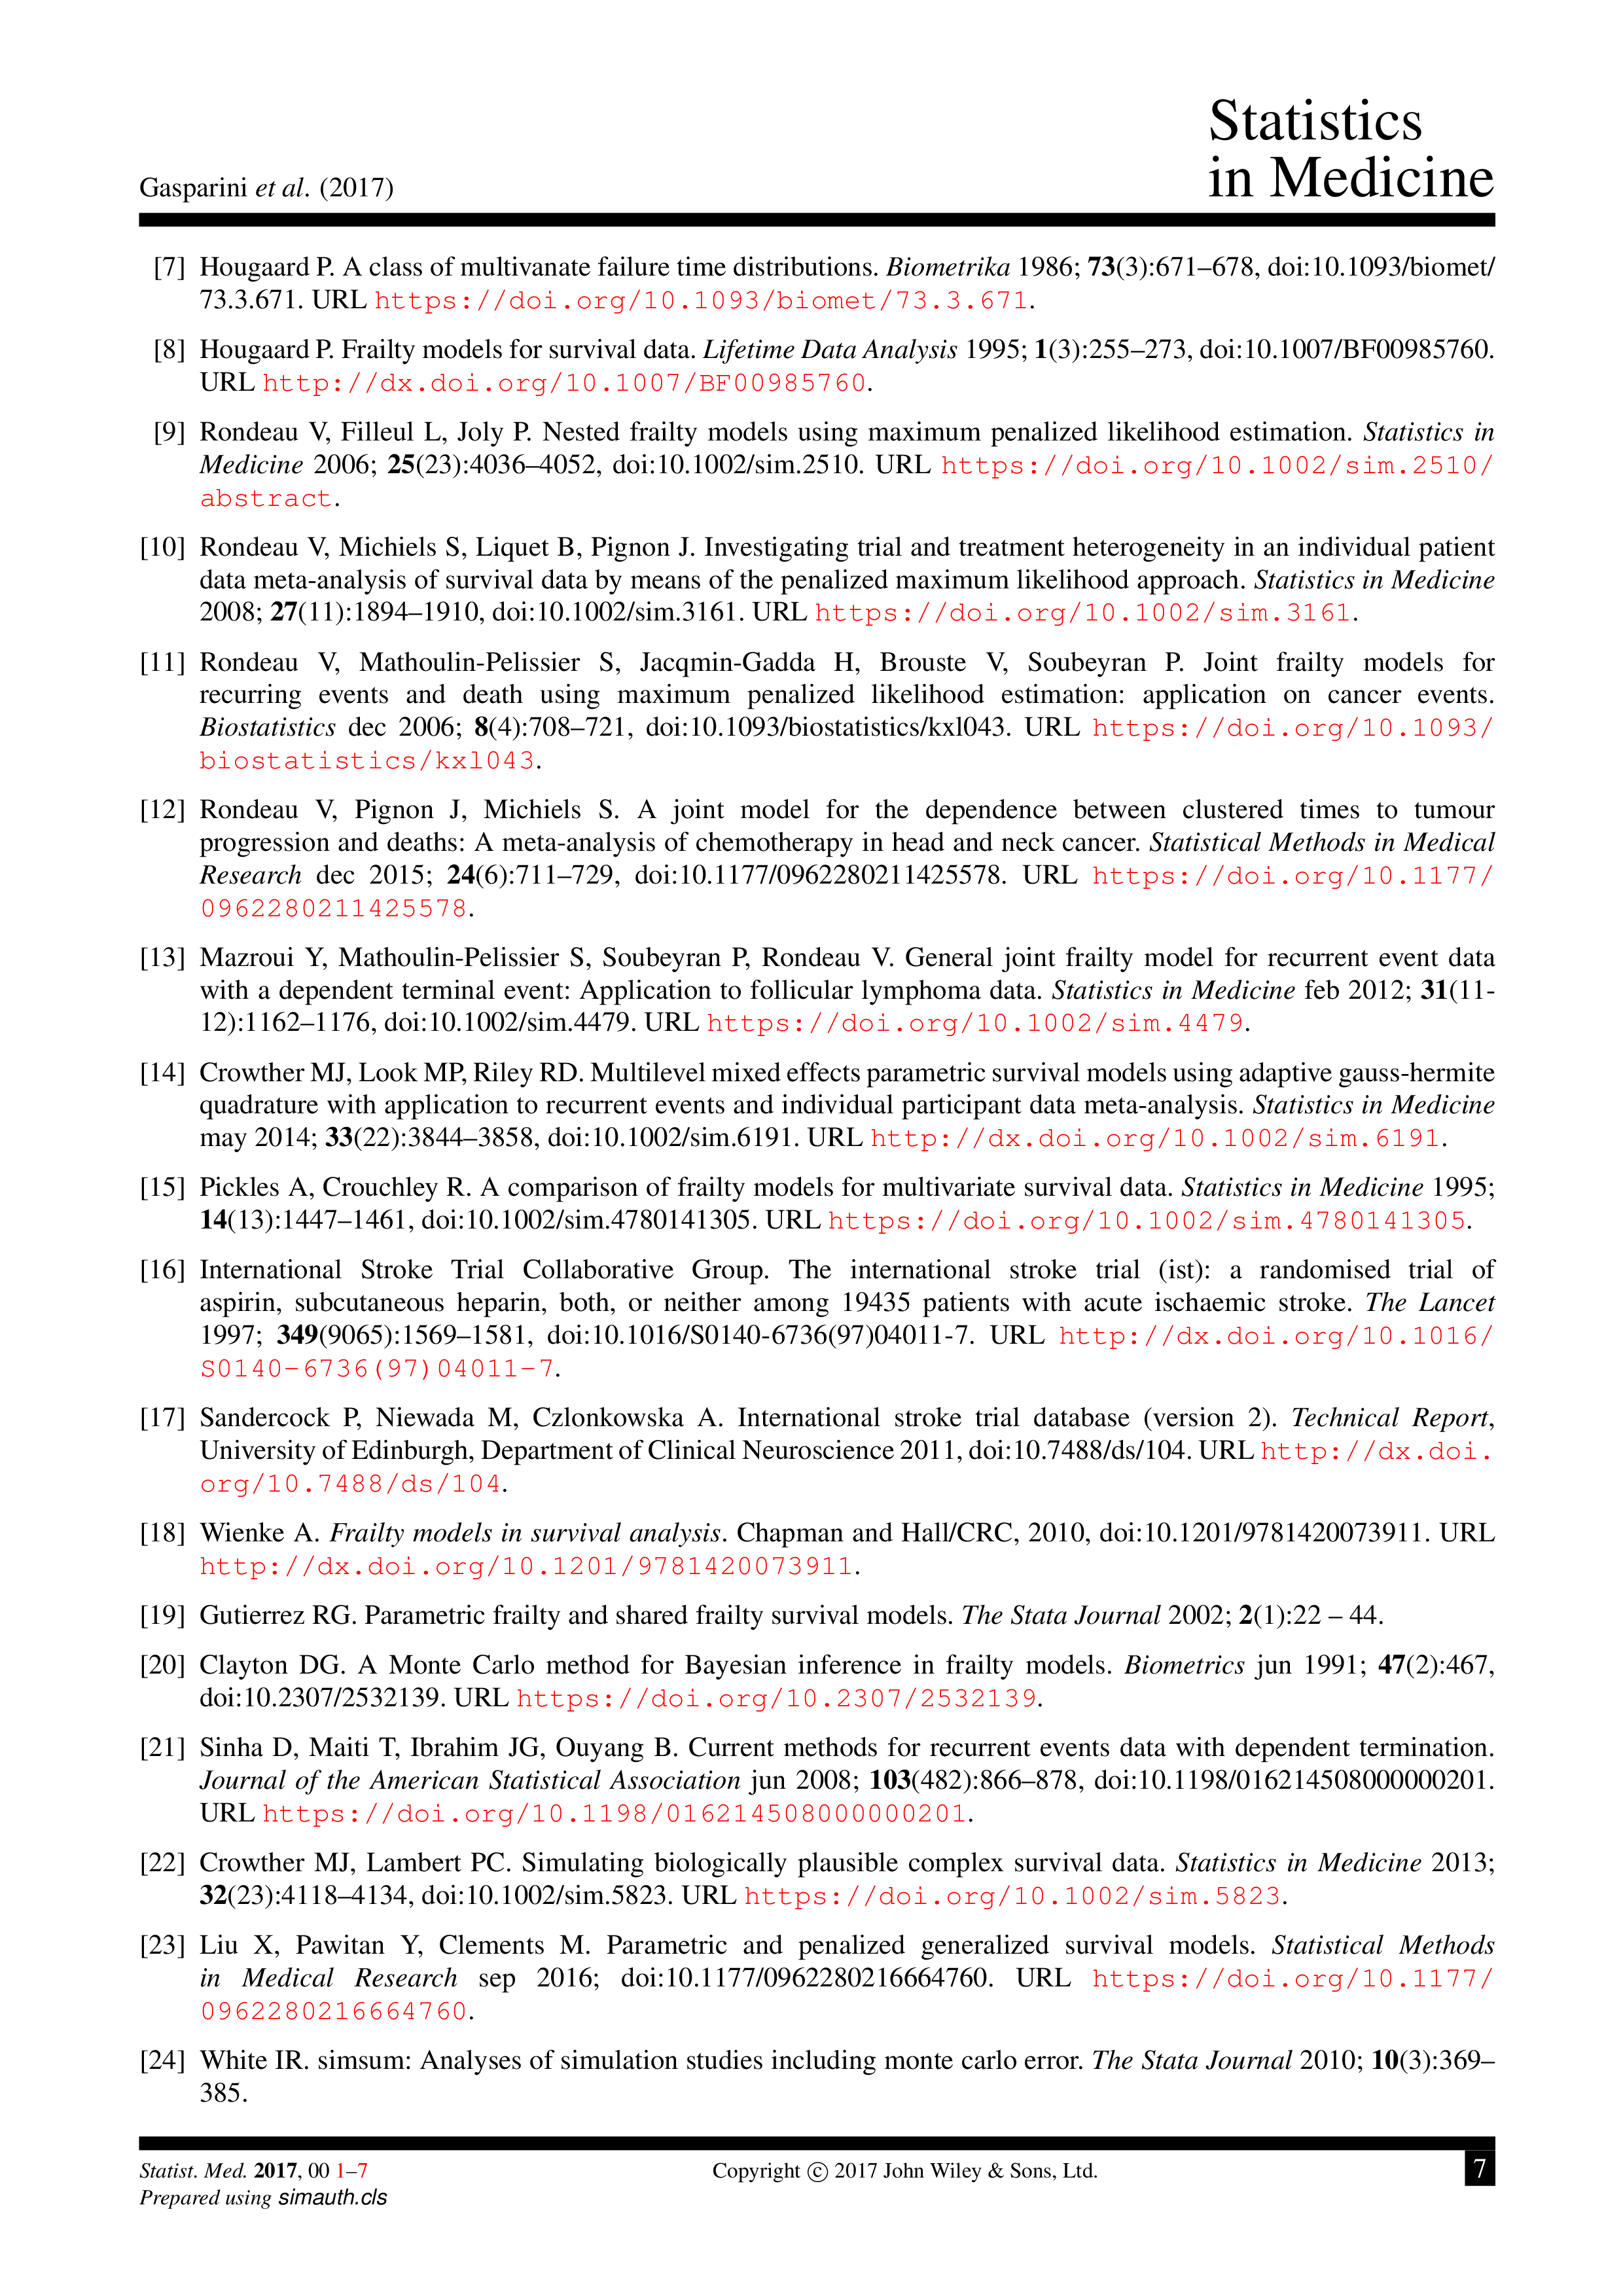 Statistics
in Medicine
Gasparini et al. (2017)
[7] Hougaard P. A class of multivanate failure time distributions. Biometrika 1986; 73(3):671–678, doi:10.1093/biomet/
73.3.671. URL https://doi.org/10.1093/biomet/73.3.671.
[8] Hougaard P. Frailty models for survival data. Lifetime Data Analysis 1995; 1(3):255–273, doi:10.1007/BF00985760.
URL http://dx.doi.org/10.1007/BF00985760.
[9] Rondeau V, Filleul L, Joly P. Nested frailty models using maximum penalized likelihood estimation. Statistics in
Medicine 2006; 25(23):4036–4052, doi:10.1002/sim.2510. URL https://doi.org/10.1002/sim.2510/
abstract.
[10] Rondeau V, Michiels S, Liquet B, Pignon J. Investigating trial and treatment heterogeneity in an individual patient
data meta-analysis of survival data by means of the penalized maximum likelihood approach. Statistics in Medicine
2008; 27(11):1894–1910, doi:10.1002/sim.3161. URL https://doi.org/10.1002/sim.3161.
[11] Rondeau V, Mathoulin-Pelissier S, Jacqmin-Gadda H, Brouste V, Soubeyran P. Joint frailty models for
recurring events and death using maximum penalized likelihood estimation: application on cancer events.
Biostatistics dec 2006; 8(4):708–721, doi:10.1093/biostatistics/kxl043. URL https://doi.org/10.1093/
biostatistics/kxl043.
[12] Rondeau V, Pignon J, Michiels S. A joint model for the dependence between clustered times to tumour
progression and deaths: A meta-analysis of chemotherapy in head and neck cancer. Statistical Methods in Medical
Research dec 2015; 24(6):711–729, doi:10.1177/0962280211425578. URL https://doi.org/10.1177/
0962280211425578.
[13] Mazroui Y, Mathoulin-Pelissier S, Soubeyran P, Rondeau V. General joint frailty model for recurrent event data
with a dependent terminal event: Application to follicular lymphoma data. Statistics in Medicine feb 2012; 31(11-
12):1162–1176, doi:10.1002/sim.4479. URL https://doi.org/10.1002/sim.4479.
[14] Crowther MJ, Look MP, Riley RD. Multilevel mixed effects parametric survival models using adaptive gauss-hermite
quadrature with application to recurrent events and individual participant data meta-analysis. Statistics in Medicine
may 2014; 33(22):3844–3858, doi:10.1002/sim.6191. URL http://dx.doi.org/10.1002/sim.6191.
[15] Pickles A, Crouchley R. A comparison of frailty models for multivariate survival data. Statistics in Medicine 1995;
14(13):1447–1461, doi:10.1002/sim.4780141305. URL https://doi.org/10.1002/sim.4780141305.
[16] International Stroke Trial Collaborative Group. The international stroke trial (ist): a randomised trial of
aspirin, subcutaneous heparin, both, or neither among 19435 patients with acute ischaemic stroke. The Lancet
1997; 349(9065):1569–1581, doi:10.1016/S0140-6736(97)04011-7. URL http://dx.doi.org/10.1016/
S0140-6736(97)04011-7.
[17] Sandercock P, Niewada M, Czlonkowska A. International stroke trial database (version 2). Technical Report,
University of Edinburgh, Department of Clinical Neuroscience 2011, doi:10.7488/ds/104. URL http://dx.doi.
org/10.7488/ds/104.
[18] Wienke A. Frailty models in survival analysis. Chapman and Hall/CRC, 2010, doi:10.1201/9781420073911. URL
http://dx.doi.org/10.1201/9781420073911.
[19] Gutierrez RG. Parametric frailty and shared frailty survival models. The Stata Journal 2002; 2(1):22 – 44.
[20] Clayton DG. A Monte Carlo method for Bayesian inference in frailty models. Biometrics jun 1991; 47(2):467,
doi:10.2307/2532139. URL https://doi.org/10.2307/2532139.
[21] Sinha D, Maiti T, Ibrahim JG, Ouyang B. Current methods for recurrent events data with dependent termination.
Journal of the American Statistical Association jun 2008; 103(482):866–878, doi:10.1198/016214508000000201.
URL https://doi.org/10.1198/016214508000000201.
[22] Crowther MJ, Lambert PC. Simulating biologically plausible complex survival data. Statistics in Medicine 2013;
32(23):4118–4134, doi:10.1002/sim.5823. URL https://doi.org/10.1002/sim.5823.
[23] Liu X, Pawitan Y, Clements M. Parametric and penalized generalized survival models. Statistical Methods
in Medical Research sep 2016; doi:10.1177/0962280216664760. URL https://doi.org/10.1177/
0962280216664760.
[24] White IR. simsum: Analyses of simulation studies including monte carlo error. The Stata Journal 2010; 10(3):369–
385.
Statist. Med. 2017, 00 1–7
Copyright © 2017 John Wiley & Sons, Ltd.
7
Prepared using simauth.cls